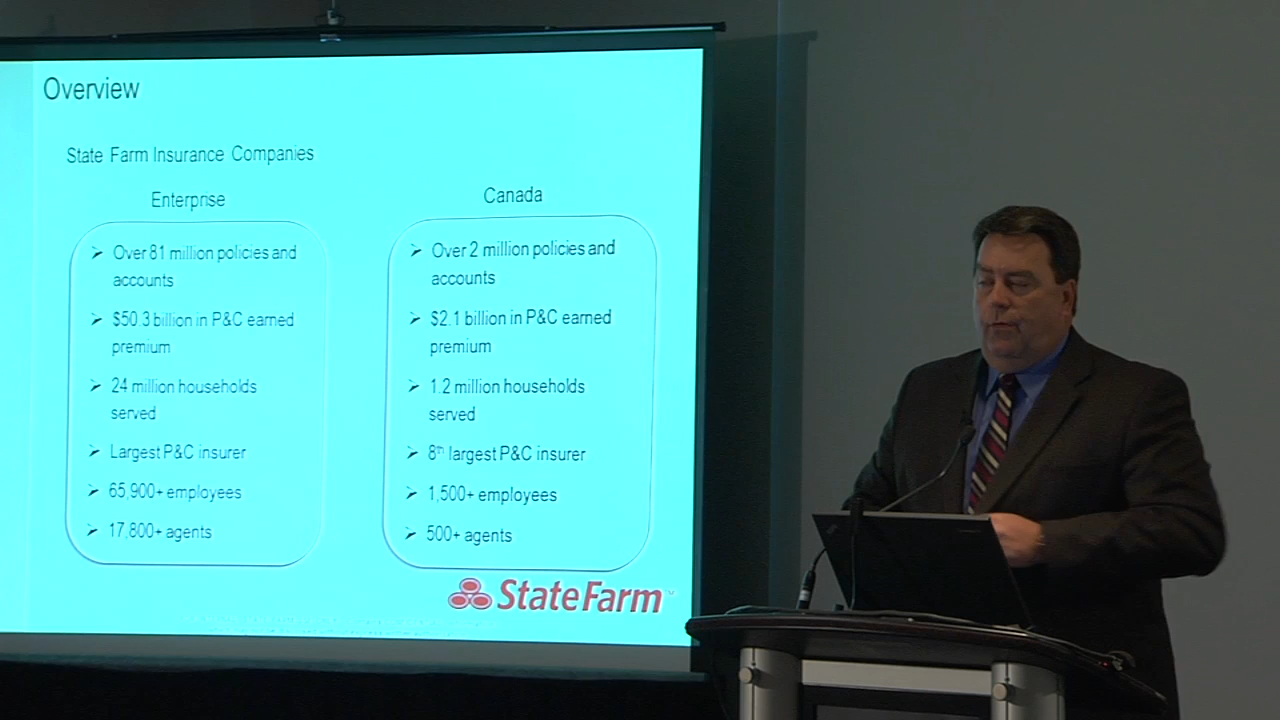 Overview
State Farm Insurance Companies
Enterprise
➢ Over 81 million policies and
accounts
➢ $50.3 billion in P&C earned
premium
➢ 24 million households
served
➢ Largest P&C insurer
➢ 65,900+ employees
➢ 17,800+ agents
Canada
➢ Over 2 million policies and
accounts
➢ $2.1 billion in P&C earned
premium
➢ 1.2 million households
served
➢ 8th largest P&C insurer
➢ 1,500+ employees
➢ 500+ agents
State Farm™